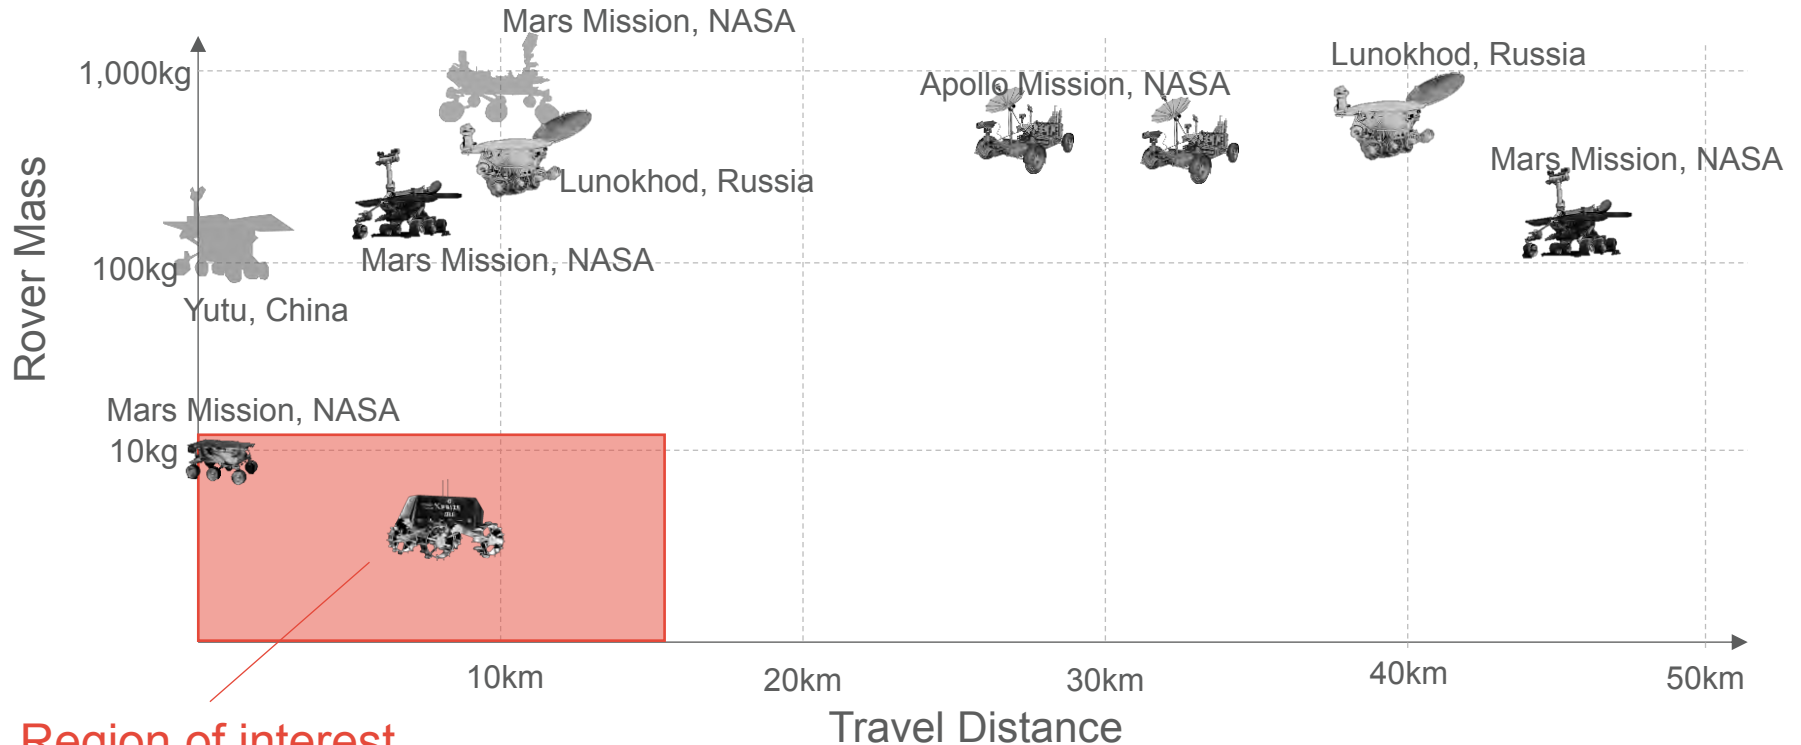 Mars Mission, NASA
1,000kg
Lunokhod, Russia
Apollo Mission, NASA
Mars Mission, NASA
Lunokhod, Russia
Mars Mission, NASA
100kg
Yutu, China
Rover Mass
Mars Mission, NASA
10kg
10km
20km
30km
40km
50km
Travel Distance
Region of interest